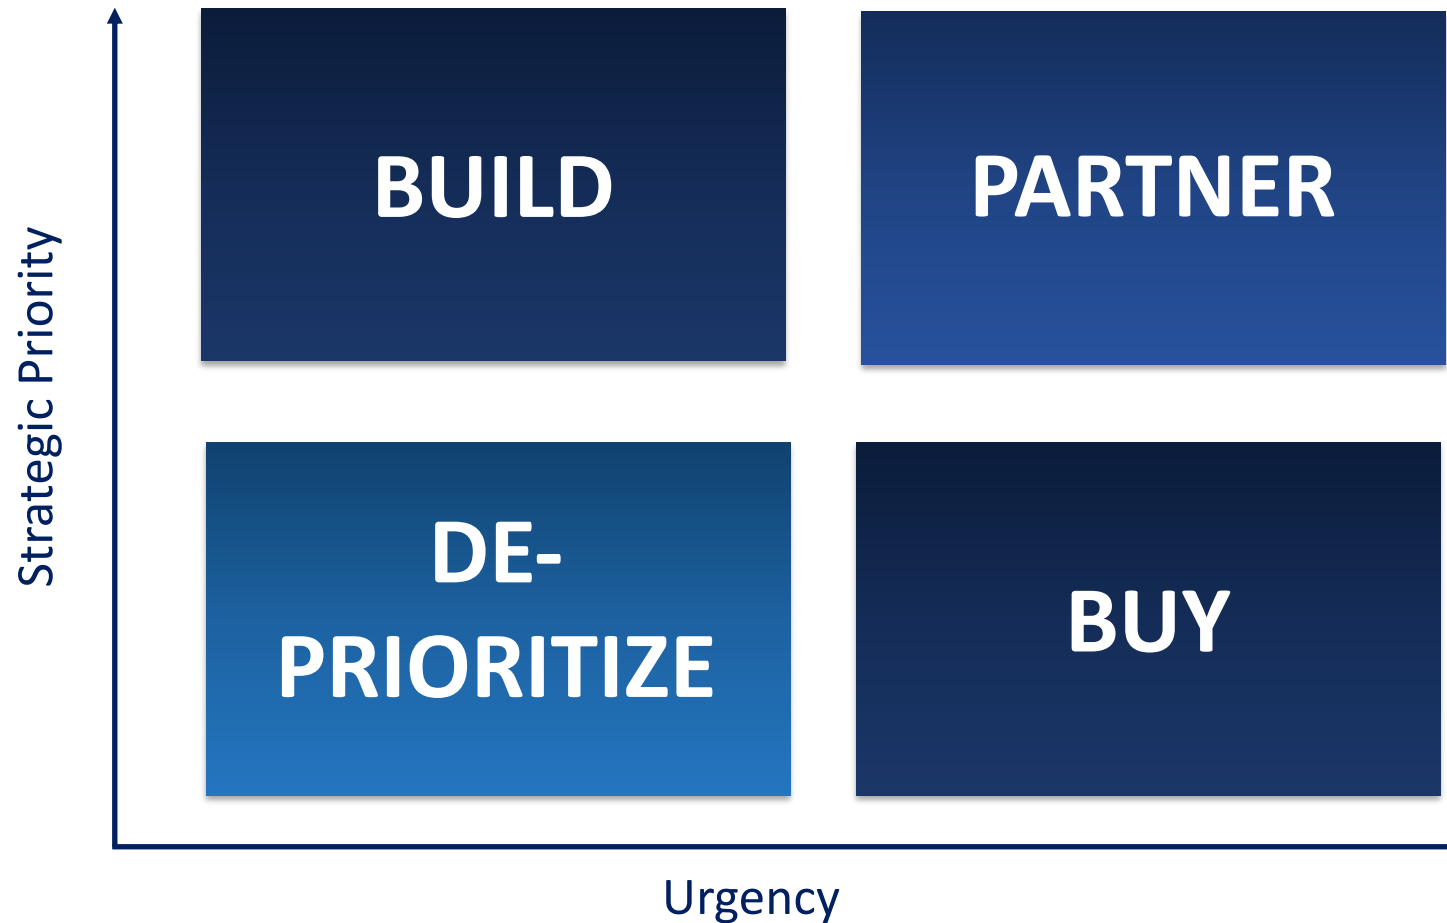 Strategic Priority
BUILD
PARTNER
DE-
PRIORITIZE
BUY
Urgency